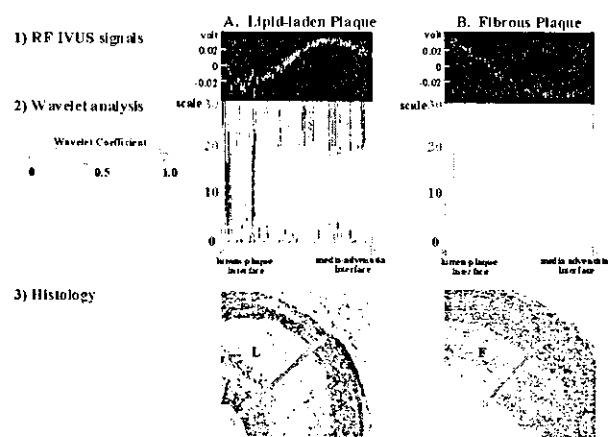 A. Lipid-laden Plaque
B. Fibrous Plaque
1) RF IVUS signals
volt
0.02
0
-0.02
volt
0.02
0
-0.02
2) Wavelet analysis
scale 30
20
10
0
scale 30
20
10
0
Wavelet Coefficient
0 0.5 1.0
lumen-plaque
interface
media-adventitia
interface
lumen-plaque
interface
media-adventitia
interface
3) Histology
L
F